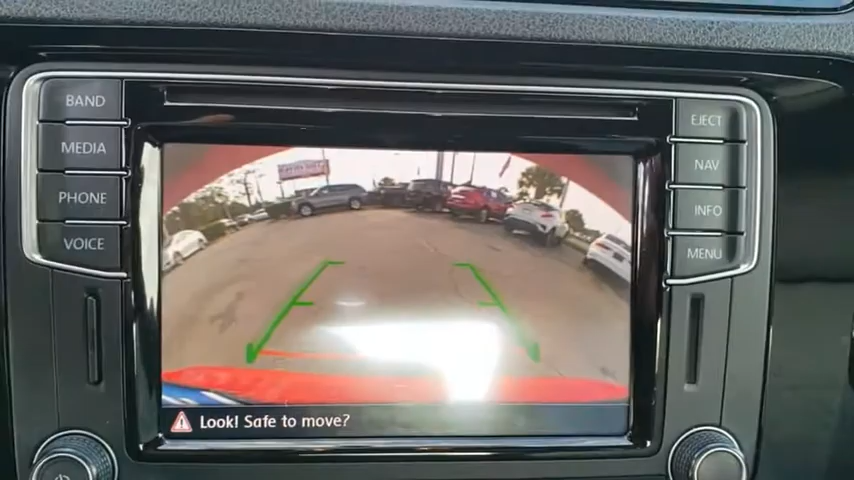 BAND
MEDIA
PHONE
VOICE
EJECT
NAV
INFO
MENU
Look! Safe to move?